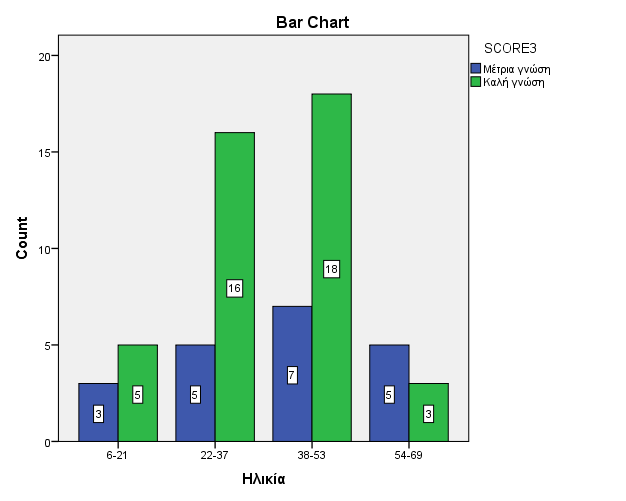 Bar Chart
SCORE3
Μέτρια γνώση
Καλή γνώση
Count
20
15
10
5
0
3
5
5
16
7
18
5
3
6-21
22-37
38-53
54-69
Ηλικία